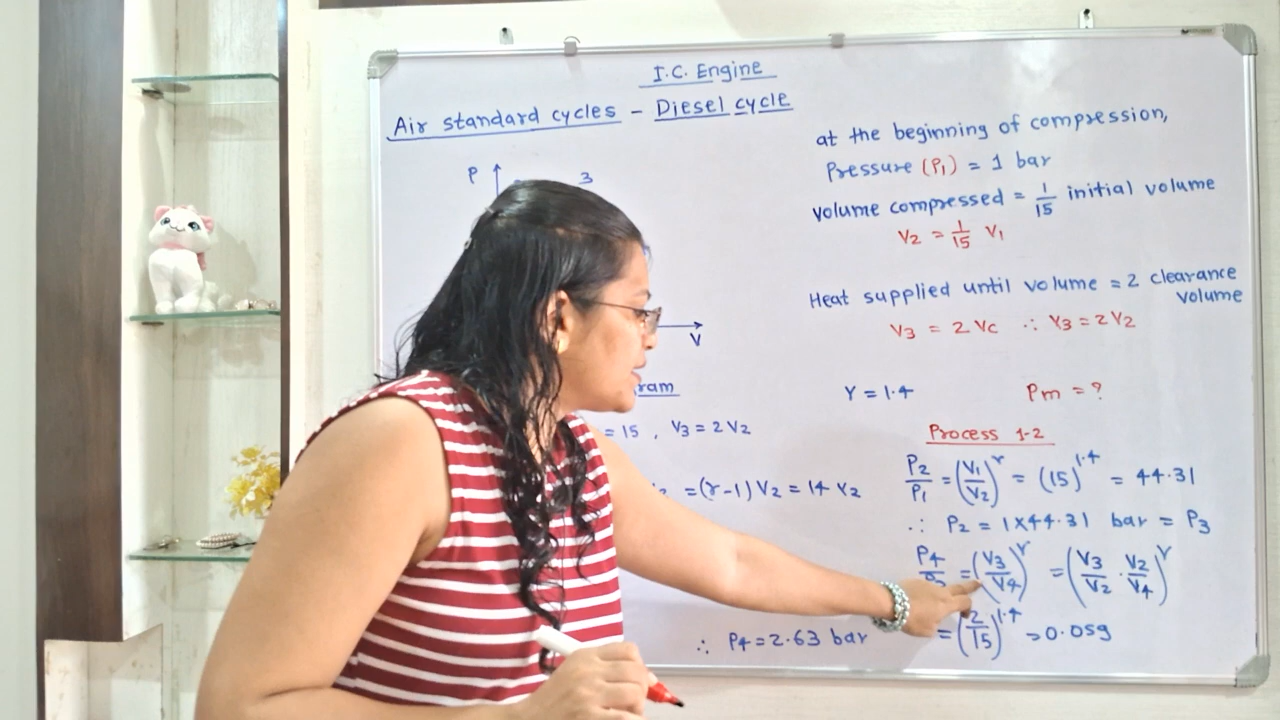 I.C. Engine
Air standard cycles - Diesel cycle
P
3
V
ram
= 15 , V3 = 2V2
= (r-1) V2 = 14 V2
∴ P4 = 2.63 bar
at the beginning of compression,
Pressure (P1) = 1 bar
Volume compressed = 1/15 initial volume
V2 = 1/15 V1
Heat supplied until volume = 2 clearance
volume
V3 = 2 Vc ∴ V3 = 2V2
γ = 1.4 Pm = ?
Process 1-2
P2/P1 = (V1/V2)^γ = (15)^1.4 = 44.31
∴ P2 = 1×44.31 bar = P3
P4/P3 = (V3/V4)^γ = (V3/V2 . V2/V4)^γ
= (2/15)^1.4 = 0.059